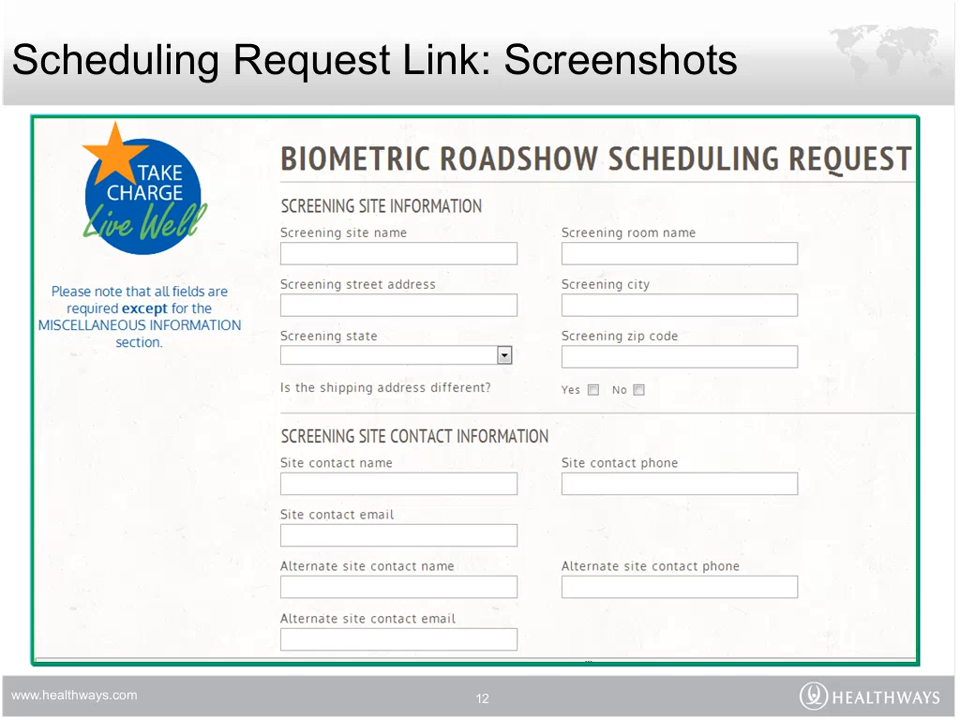 Scheduling Request Link: Screenshots
TAKE
CHARGE
Live Well
Please note that all fields are
required except for the
MISCELLANEOUS INFORMATION
section.
BIOMETRIC ROADSHOW SCHEDULING REQUEST
SCREENING SITE INFORMATION
Screening site name
Screening room name
Screening street address
Screening city
Screening state
Screening zip code
Is the shipping address different?
Yes No
SCREENING SITE CONTACT INFORMATION
Site contact name
Site contact phone
Site contact email
Alternate site contact name
Alternate site contact phone
Alternate site contact email
www.healthways.com
12
HEALTHWAYS